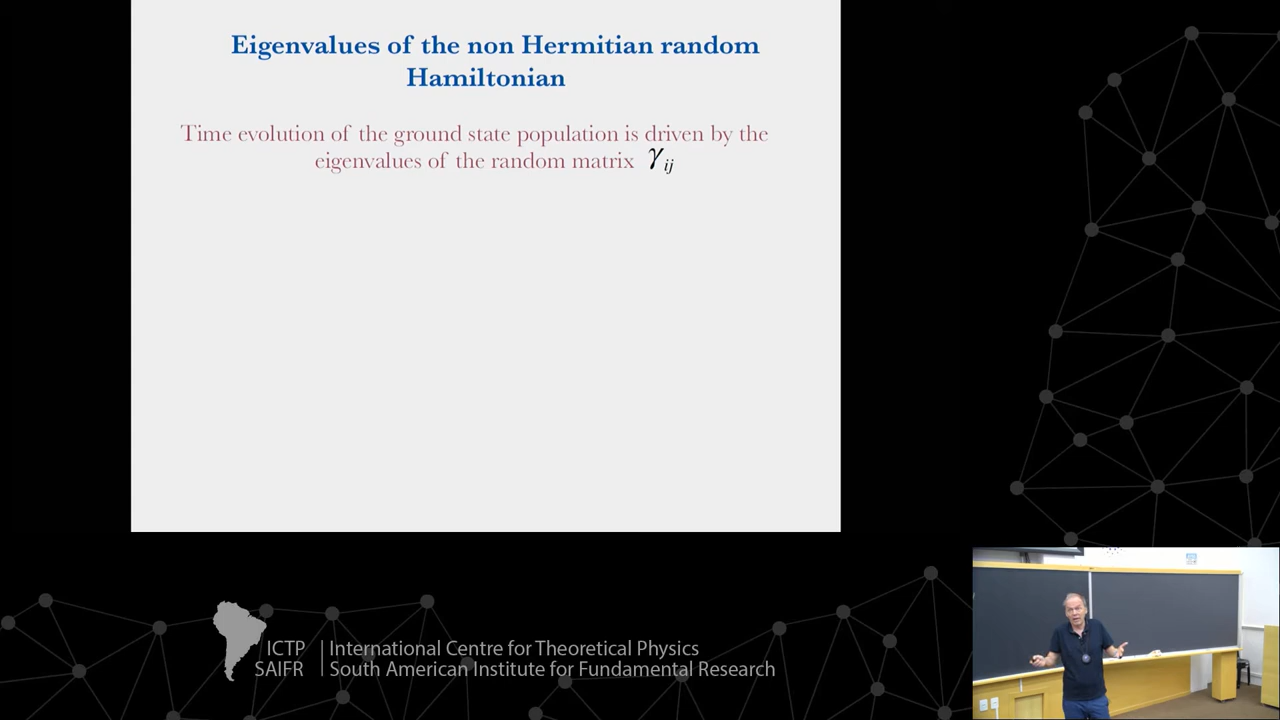 Eigenvalues of the non Hermitian random
Hamiltonian
Time evolution of the ground state population is driven by the
eigenvalues of the random matrix γij
ICTP
SAIFR
International Centre for Theoretical Physics
South American Institute for Fundamental Research